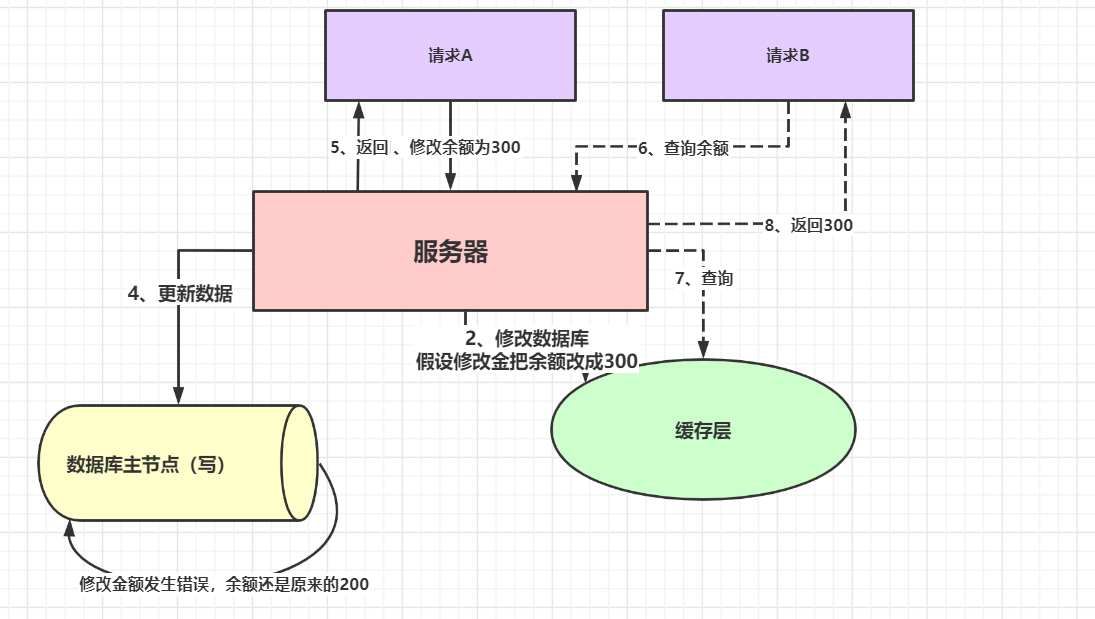 请求A
请求B
5、返回 、修改余额为300
6、查询余额
8、返回300
服务器
7、查询
4、更新数据
2、修改数据库
假设修改金把余额改成300
缓存层
数据库主节点（写）
修改金额发生错误，余额还是原来的200